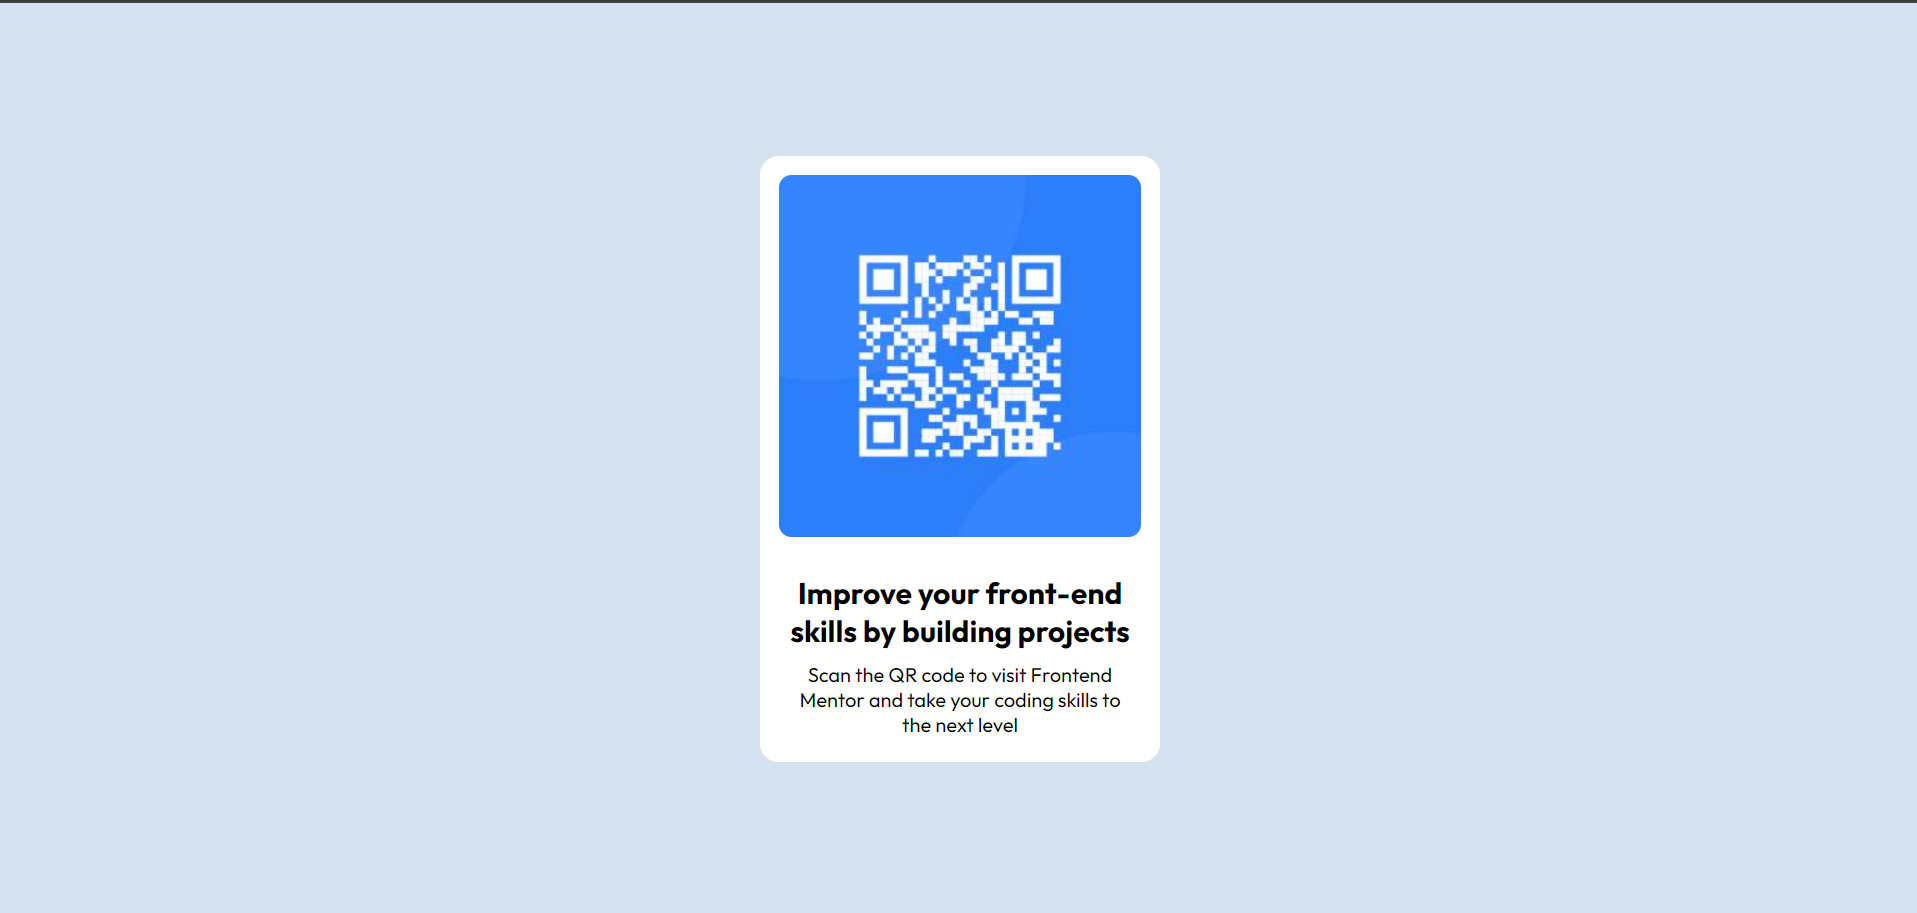 Improve your front-end
skills by building projects
Scan the QR code to visit Frontend
Mentor and take your coding skills to
the next level